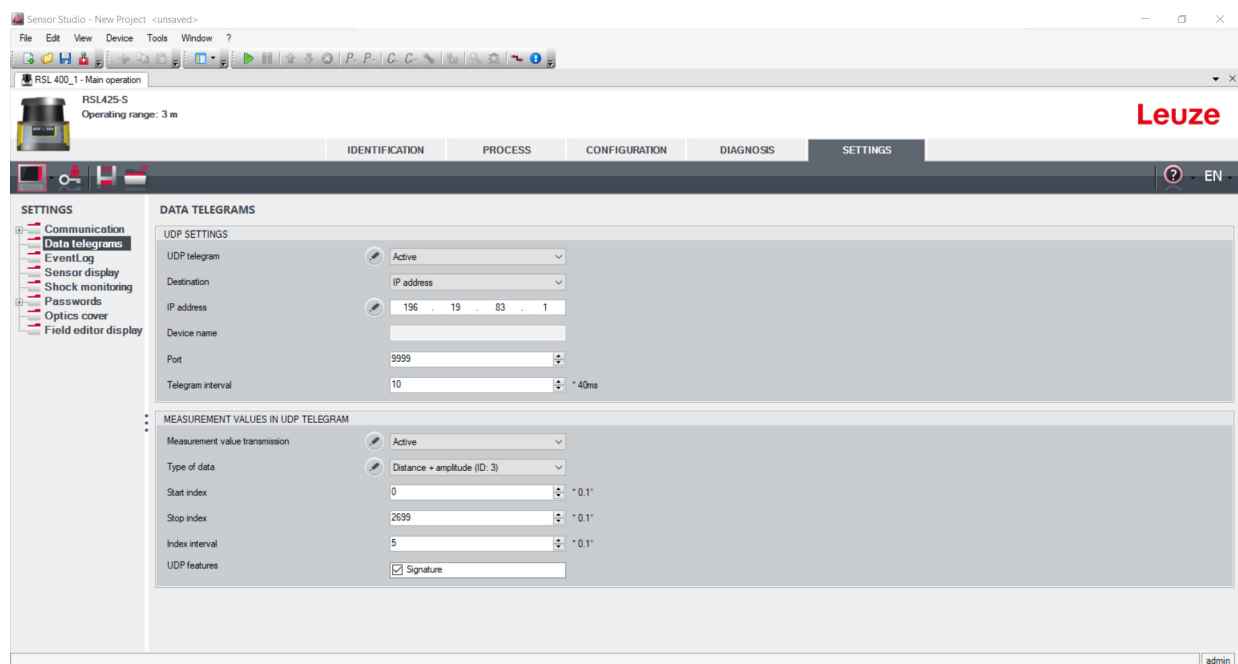 Sensor Studio - New Project <unsaved>
File Edit View Device Tools Window ?
RSL 400_1 - Main operation
RSL425-S
Operating range: 3 m
Leuze
IDENTIFICATION PROCESS CONFIGURATION DIAGNOSIS SETTINGS
EN
SETTINGS
Communication
Data telegrams
EventLog
Sensor display
Shock monitoring
Passwords
Optics cover
Field editor display
DATA TELEGRAMS
UDP SETTINGS
UDP telegram Active
Destination IP address
IP address 196 . 19 . 83 . 1
Device name
Port 9999
Telegram interval 10 * 40ms
MEASUREMENT VALUES IN UDP TELEGRAM
Measurement value transmission Active
Type of data Distance + amplitude (ID: 3)
Start index 0 * 0.1°
Stop index 2699 * 0.1°
Index interval 5 * 0.1°
UDP features Signature
admin